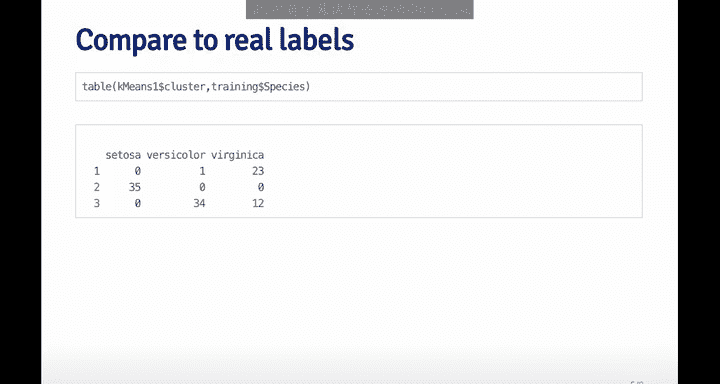 Compare to real labels
table(kMeans1$cluster,training$Species)
setosa versicolor virginica
1 0 1 23
2 35 0 0
3 0 34 12